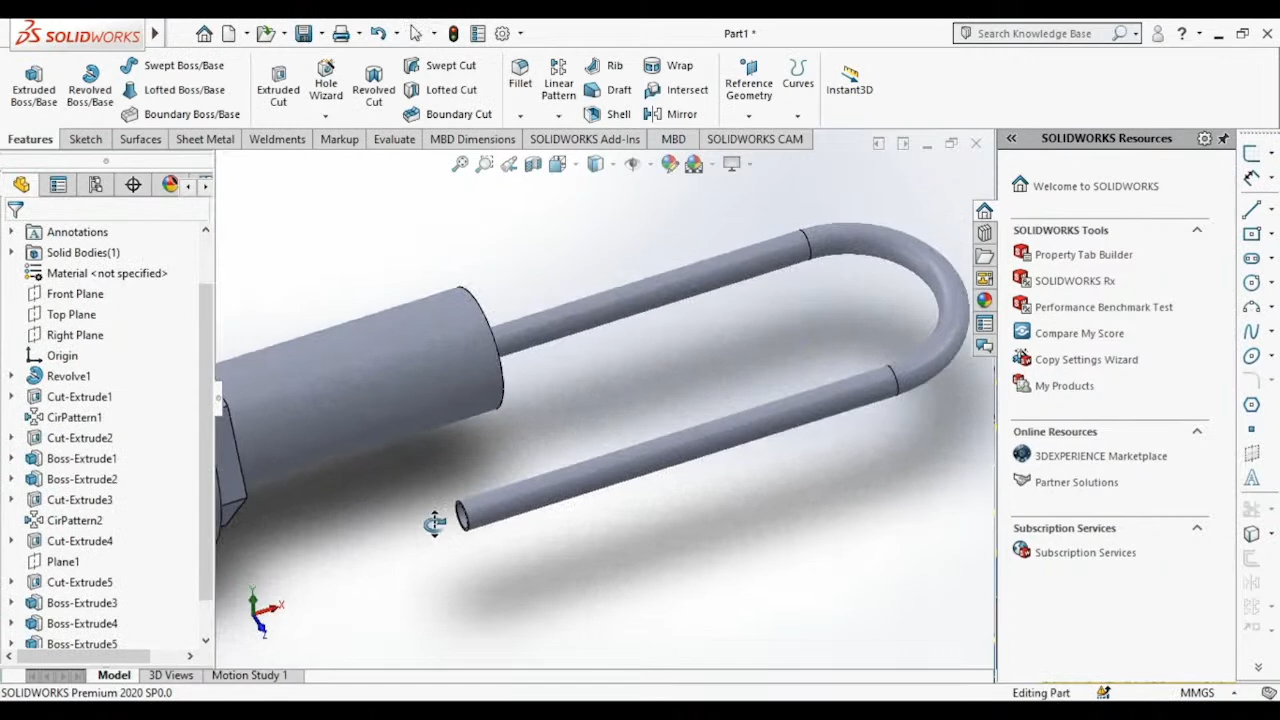 SOLIDWORKS
Part1 *
Search Knowledge Base
?
Extruded Boss/Base
Revolved Boss/Base
Swept Boss/Base
Lofted Boss/Base
Boundary Boss/Base
Extruded Cut
Hole Wizard
Revolved Cut
Swept Cut
Lofted Cut
Boundary Cut
Fillet
Linear Pattern
Rib
Draft
Shell
Wrap
Intersect
Mirror
Reference Geometry
Curves
Instant3D
Features
Sketch
Surfaces
Sheet Metal
Weldments
Markup
Evaluate
MBD Dimensions
SOLIDWORKS Add-Ins
MBD
SOLIDWORKS CAM
Annotations
Solid Bodies(1)
Material <not specified>
Front Plane
Top Plane
Right Plane
Origin
Revolve1
Cut-Extrude1
CirPattern1
Cut-Extrude2
Boss-Extrude1
Boss-Extrude2
Cut-Extrude3
CirPattern2
Cut-Extrude4
Plane1
Cut-Extrude5
Boss-Extrude3
Boss-Extrude4
Boss-Extrude5
Y
X
Z
SOLIDWORKS Resources
Welcome to SOLIDWORKS
SOLIDWORKS Tools
Property Tab Builder
SOLIDWORKS Rx
Performance Benchmark Test
Compare My Score
Copy Settings Wizard
My Products
Online Resources
3DEXPERIENCE Marketplace
Partner Solutions
Subscription Services
Subscription Services
Model
3D Views
Motion Study 1
SOLIDWORKS Premium 2020 SP0.0
Editing Part
MMGS